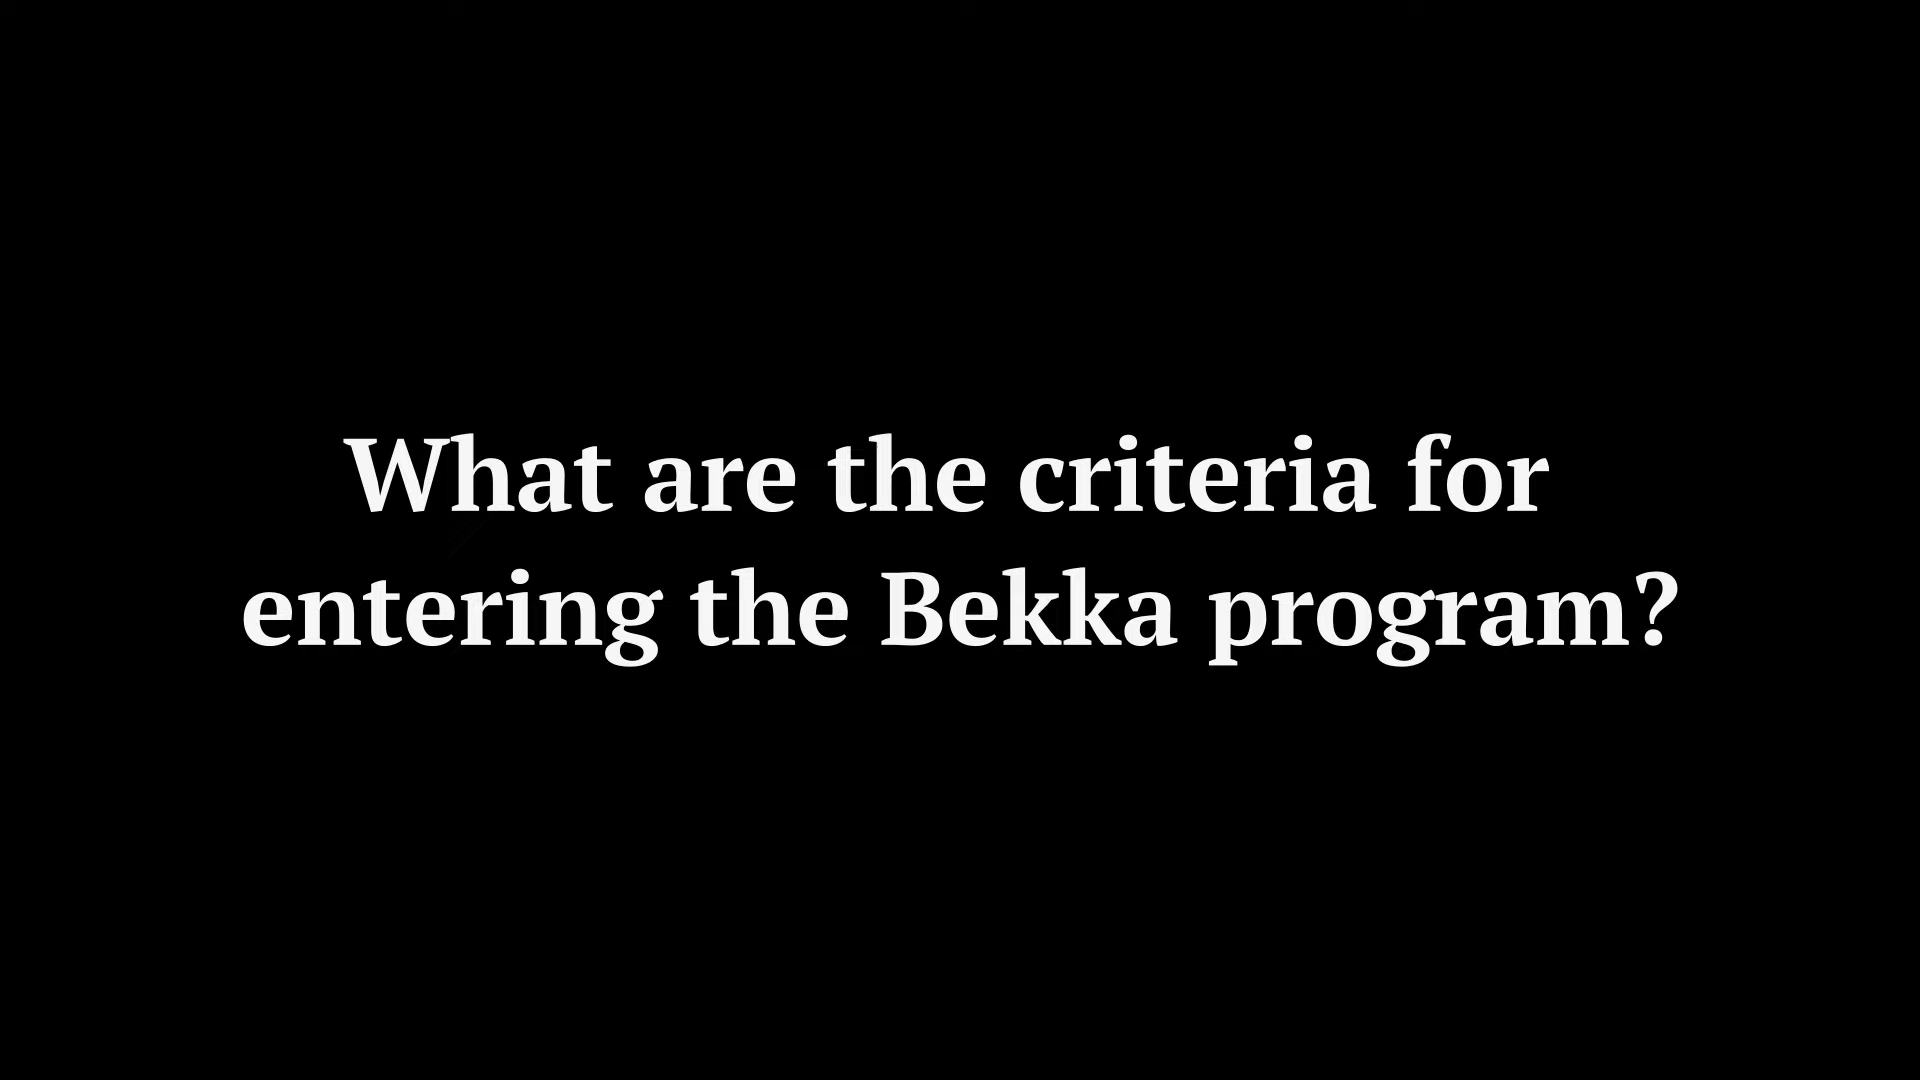 What are the criteria for
entering the Bekka program?